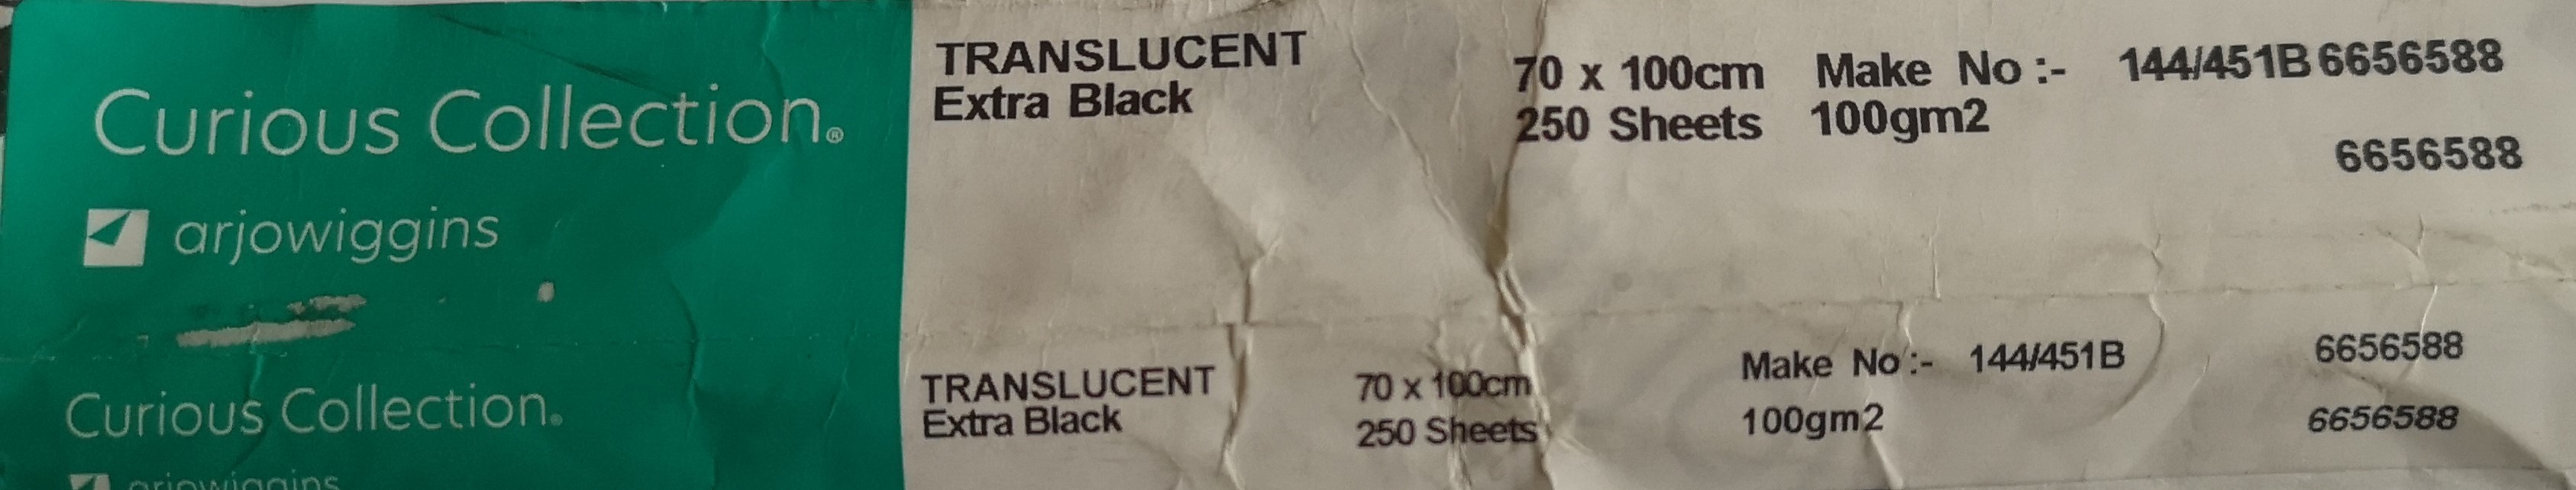 Curious Collection®
arjowiggins
TRANSLUCENT
Extra Black
70 x 100cm Make No :- 144/451B 6656588
250 Sheets 100gm2
6656588
Curious Collection®
arjowiggins
TRANSLUCENT
Extra Black
70 x 100cm
250 Sheets
Make No :- 144/451B 6656588
100gm2 6656588